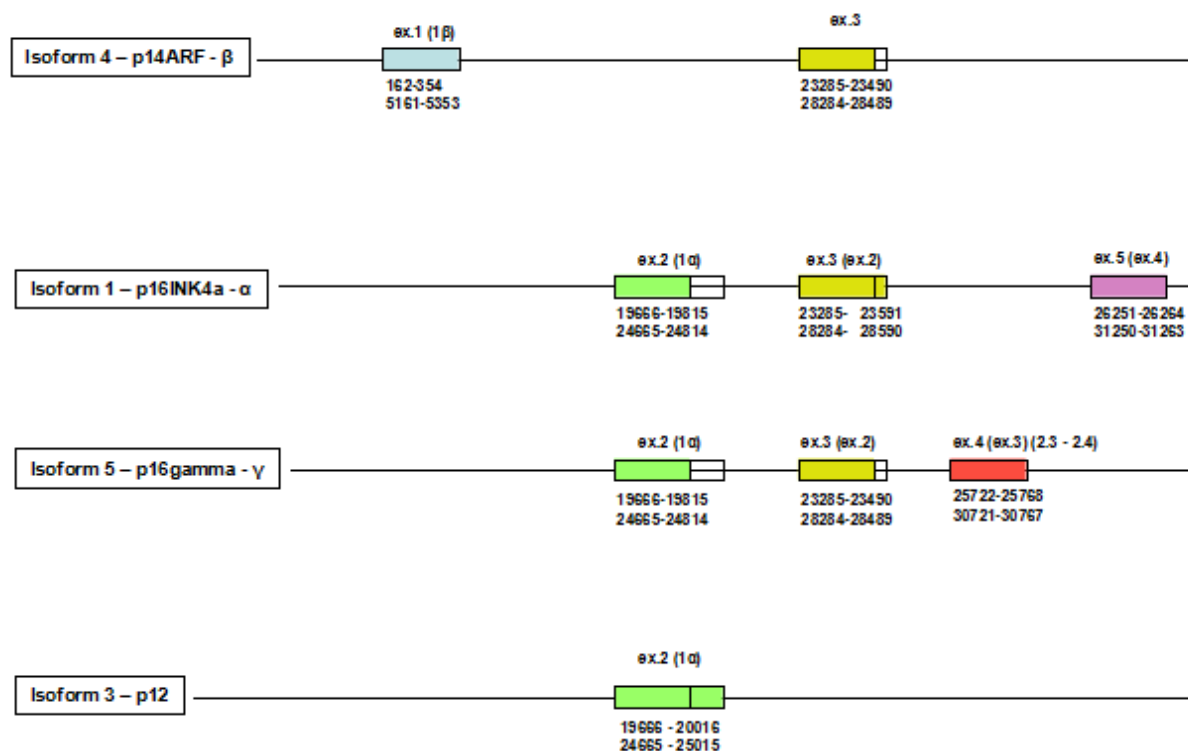 ex.1 (1β)
ex.3
Isoform 4 – p14ARF - β
162-354
5161-5353
23285-23490
28284-28489
ex.2 (1α)
ex.3 (ex.2)
ex.5 (ex.4)
Isoform 1 – p16INK4a - α
19666-19815
24665-24814
23285- 23591
28284- 28590
26251-26264
31250-31263
ex.2 (1α)
ex.3 (ex.2)
ex.4 (ex.3) (2.3 - 2.4)
Isoform 5 – p16gamma - γ
19666-19815
24665-24814
23285-23490
28284-28489
25722-25768
30721-30767
ex.2 (1α)
Isoform 3 – p12
19666 - 20016
24665 - 25015